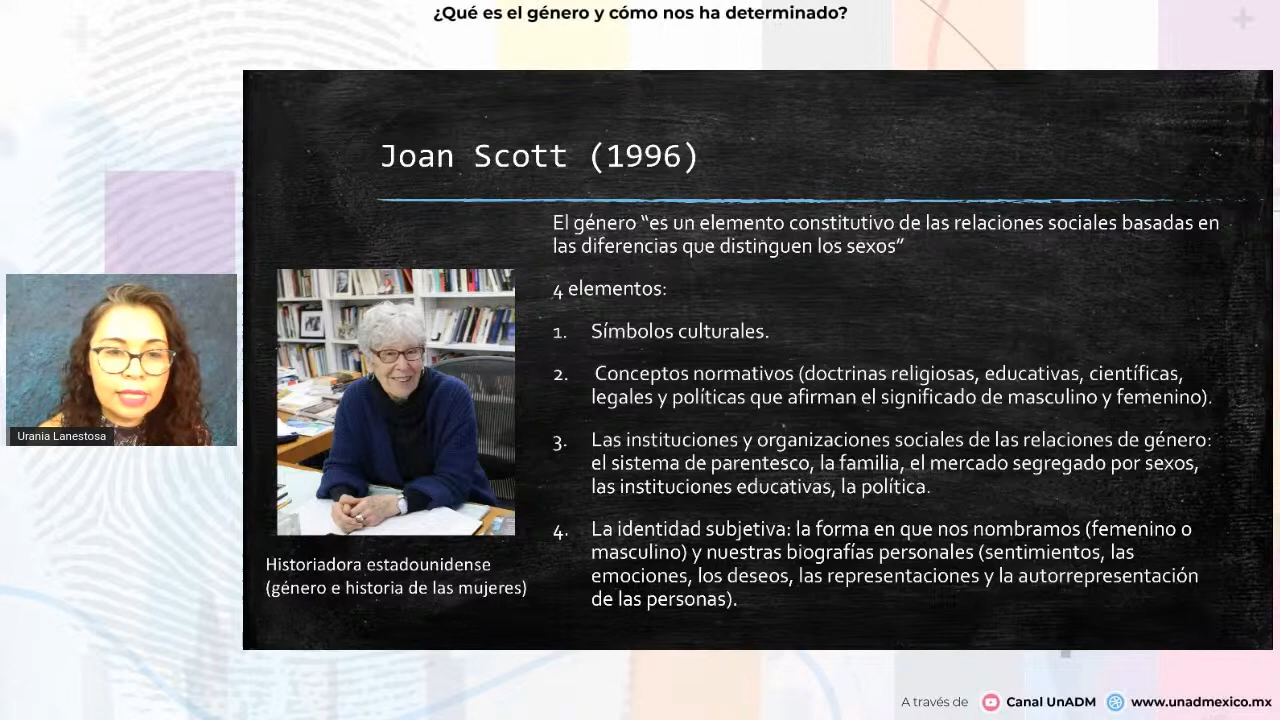 ¿Qué es el género y cómo nos ha determinado?
Joan Scott (1996)
El género “es un elemento constitutivo de las relaciones sociales basadas en
las diferencias que distinguen los sexos”
4 elementos:
1. Símbolos culturales.
2. Conceptos normativos (doctrinas religiosas, educativas, científicas,
legales y políticas que afirman el significado de masculino y femenino).
3. Las instituciones y organizaciones sociales de las relaciones de género:
el sistema de parentesco, la familia, el mercado segregado por sexos,
las instituciones educativas, la política.
4. La identidad subjetiva: la forma en que nos nombramos (femenino o
masculino) y nuestras biografías personales (sentimientos, las
emociones, los deseos, las representaciones y la autorrepresentación
de las personas).
Historiadora estadounidense
(género e historia de las mujeres)
Urania Lanestosa
A través de Canal UnADM www.unadmexico.mx